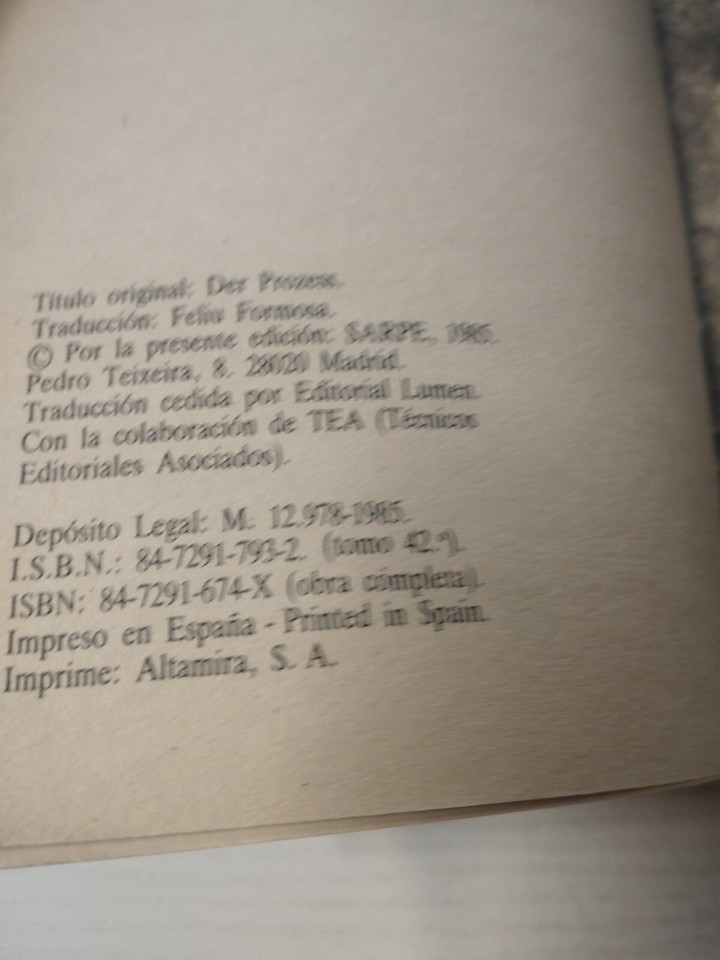 Título original: Der Prozess.
Traducción: Feliu Formosa.
© Por la presente edición: SARPE, 1985.
Pedro Teixeira, 8. 28020 Madrid.
Traducción cedida por Editorial Lumen.
Con la colaboración de TEA (Técnicos
Editoriales Asociados).
Depósito Legal: M. 12.978-1985.
I.S.B.N.: 84-7291-793-2. (tomo 42.º).
ISBN: 84-7291-674-X (obra completa).
Impreso en España - Printed in Spain.
Imprime: Altamira, S. A.